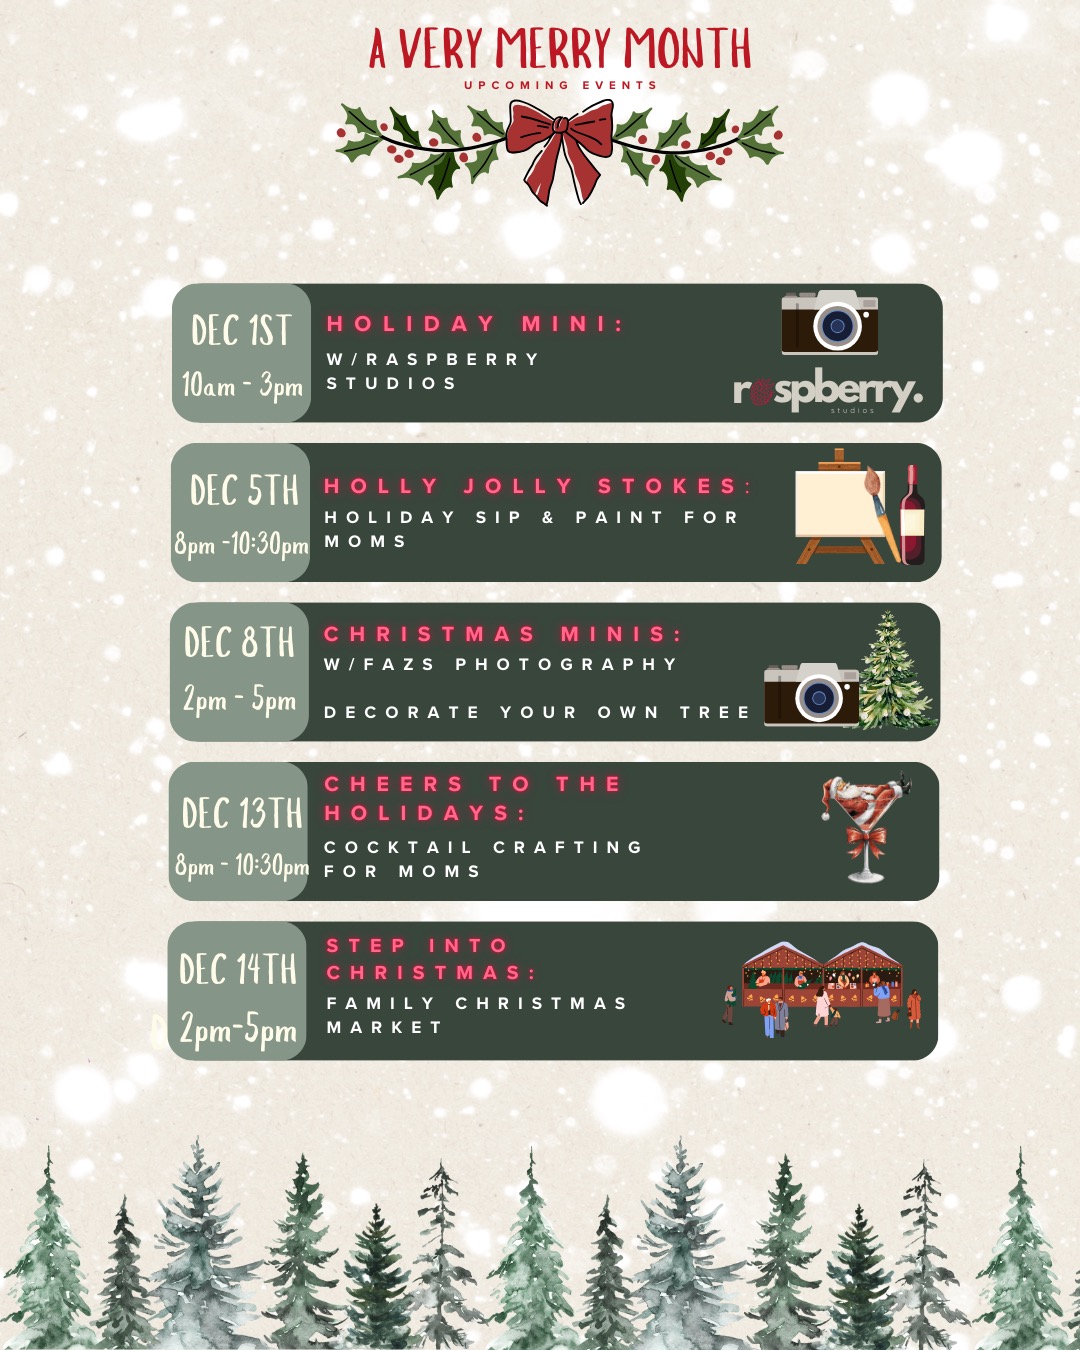 A VERY MERRY MONTH
UPCOMING EVENTS
DEC 1ST
10am - 3pm
HOLIDAY MINI:
W/RASPBERRY
STUDIOS
raspberry.
studios
DEC 5TH
8pm -10:30pm
HOLLY JOLLY STOKES:
HOLIDAY SIP & PAINT FOR
MOMS
DEC 8TH
2pm - 5pm
CHRISTMAS MINIS:
W/FAZS PHOTOGRAPHY
DECORATE YOUR OWN TREE
DEC 13TH
8pm - 10:30pm
CHEERS TO THE
HOLIDAYS:
COCKTAIL CRAFTING
FOR MOMS
DEC 14TH
2pm-5pm
STEP INTO
CHRISTMAS:
FAMILY CHRISTMAS
MARKET